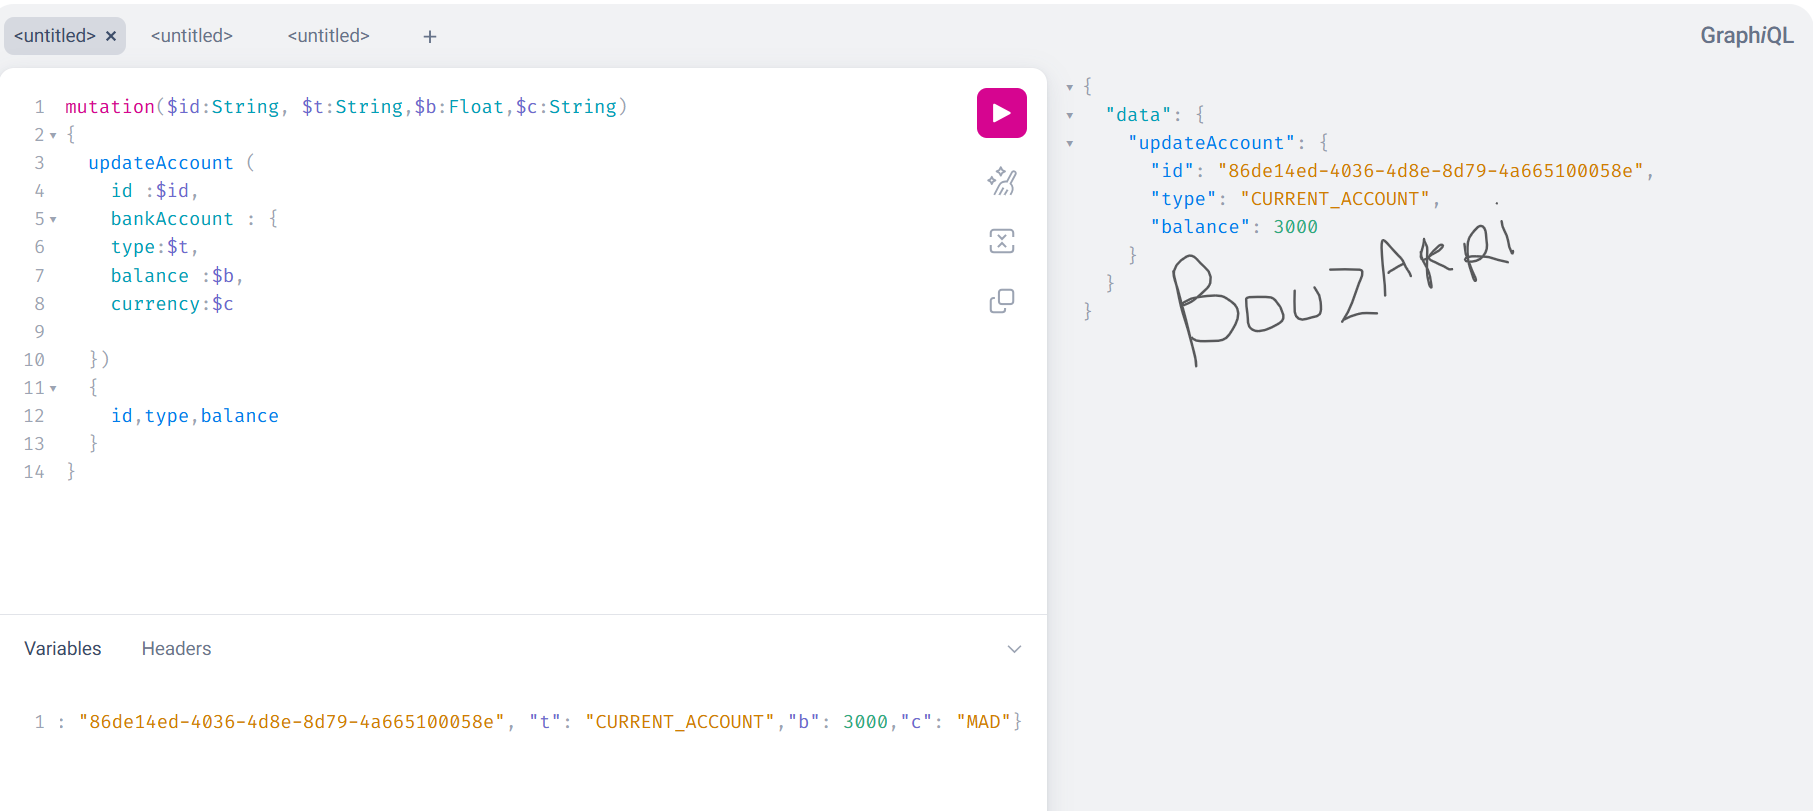 <untitled> × <untitled> <untitled> +
GraphiQL
1 mutation($id:String, $t:String,$b:Float,$c:String)
2 {
3 updateAccount (
4 id :$id,
5 bankAccount : {
6 type:$t,
7 balance :$b,
8 currency:$c
9
10 })
11 {
12 id,type,balance
13 }
14 }
Variables Headers
1 : "86de14ed-4036-4d8e-8d79-4a665100058e", "t": "CURRENT_ACCOUNT","b": 3000,"c": "MAD"}
{
"data": {
"updateAccount": {
"id": "86de14ed-4036-4d8e-8d79-4a665100058e",
"type": "CURRENT_ACCOUNT",
"balance": 3000
}
}
}
BOUZAKRI